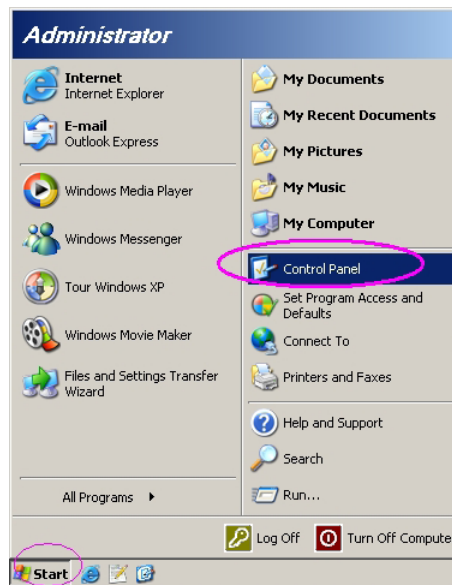 Administrator
Internet
Internet Explorer
E-mail
Outlook Express
Windows Media Player
Windows Messenger
Tour Windows XP
Windows Movie Maker
Files and Settings Transfer
Wizard
All Programs
My Documents
My Recent Documents
My Pictures
My Music
My Computer
Control Panel
Set Program Access and
Defaults
Connect To
Printers and Faxes
Help and Support
Search
Run...
Log Off
Turn Off Compute
Start